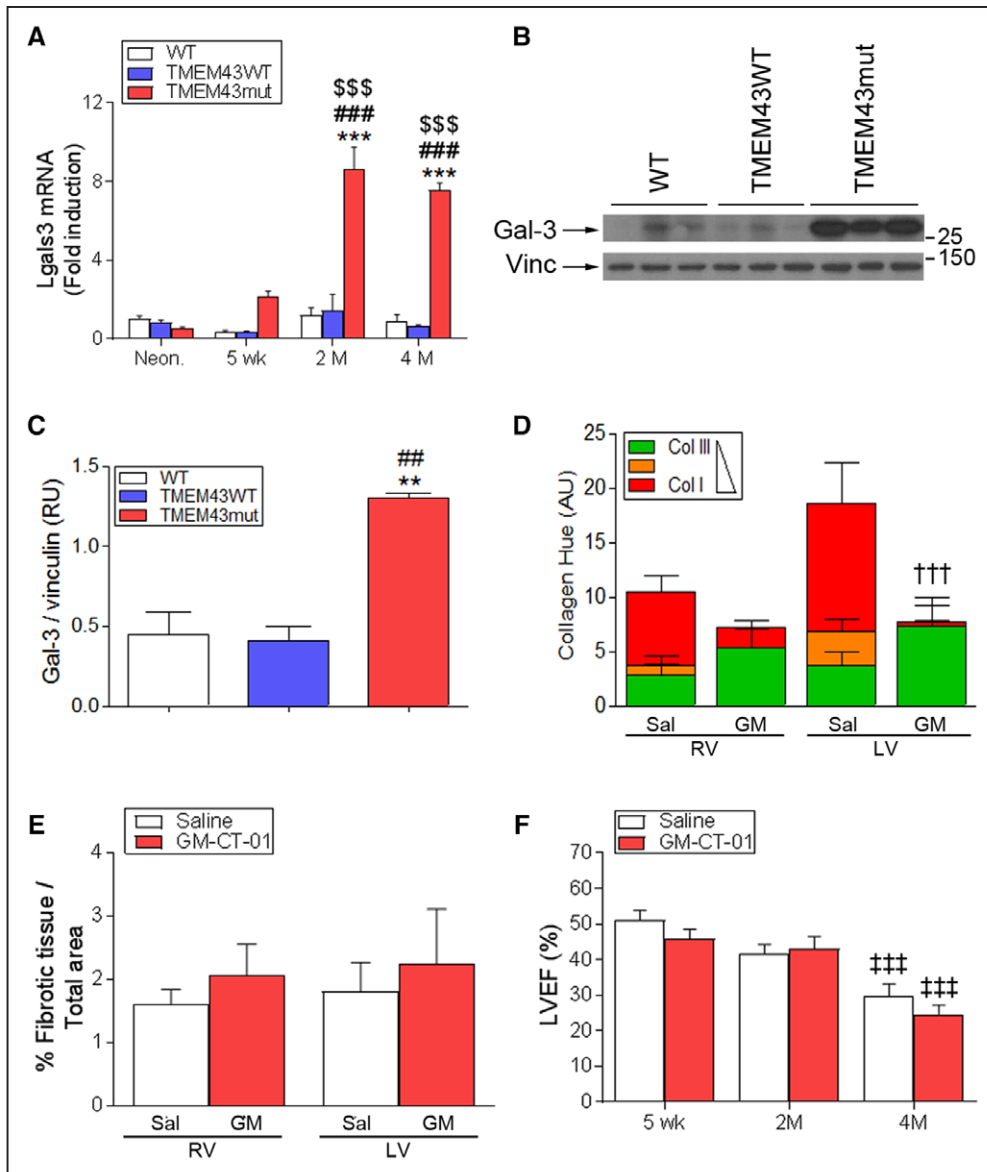 A
WT
TMEM43WT
TMEM43mut
Lgals3 mRNA
(Fold induction)
12
8
4
0
$$$
###
***
$$$
###
***
Neon.
5 wk
2 M
4 M
B
WT
TMEM43WT
TMEM43mut
Gal-3
Vinc
-25
-150
C
WT
TMEM43WT
TMEM43mut
Gal-3 / vinculin (RU)
1.5
1.0
0.5
0.0
##
**
D
Col III
Col I
Collagen Hue (AU)
25
20
15
10
5
0
†††
Sal
GM
Sal
GM
RV
LV
E
Saline
GM-CT-01
% Fibrotic tissue /
Total area
4
3
2
1
0
Sal
GM
Sal
GM
RV
LV
F
Saline
GM-CT-01
LVEF (%)
70
60
50
40
30
20
10
0
‡‡‡
‡‡‡
5 wk
2M
4M